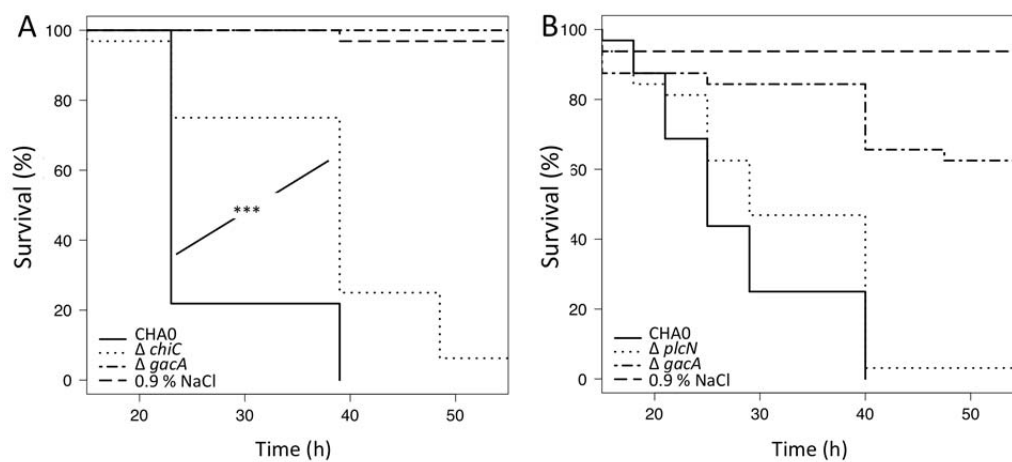 A
100
80
60
40
20
0
Survival (%)
***
CHA0
Δ chiC
Δ gacA
0.9 % NaCl
20
30
40
50
Time (h)
B
100
80
60
40
20
0
Survival (%)
CHA0
Δ plcN
Δ gacA
0.9 % NaCl
20
30
40
50
Time (h)